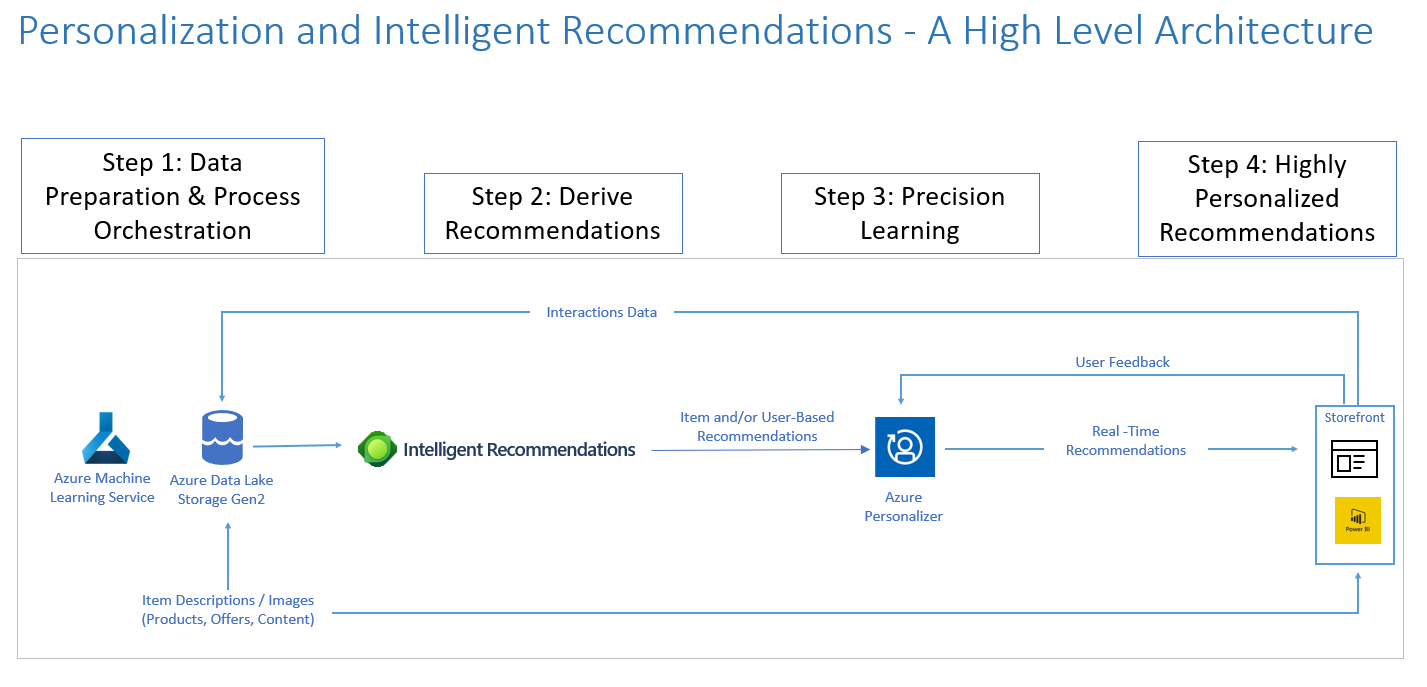 Personalization and Intelligent Recommendations - A High Level Architecture
Step 1: Data
Preparation & Process
Orchestration
Step 2: Derive
Recommendations
Step 3: Precision
Learning
Step 4: Highly
Personalized
Recommendations
Interactions Data
User Feedback
Azure Machine
Learning Service
Azure Data Lake
Storage Gen2
Intelligent Recommendations
Item and/or User-Based
Recommendations
Azure
Personalizer
Real -Time
Recommendations
Storefront
Power BI
Item Descriptions / Images
(Products, Offers, Content)